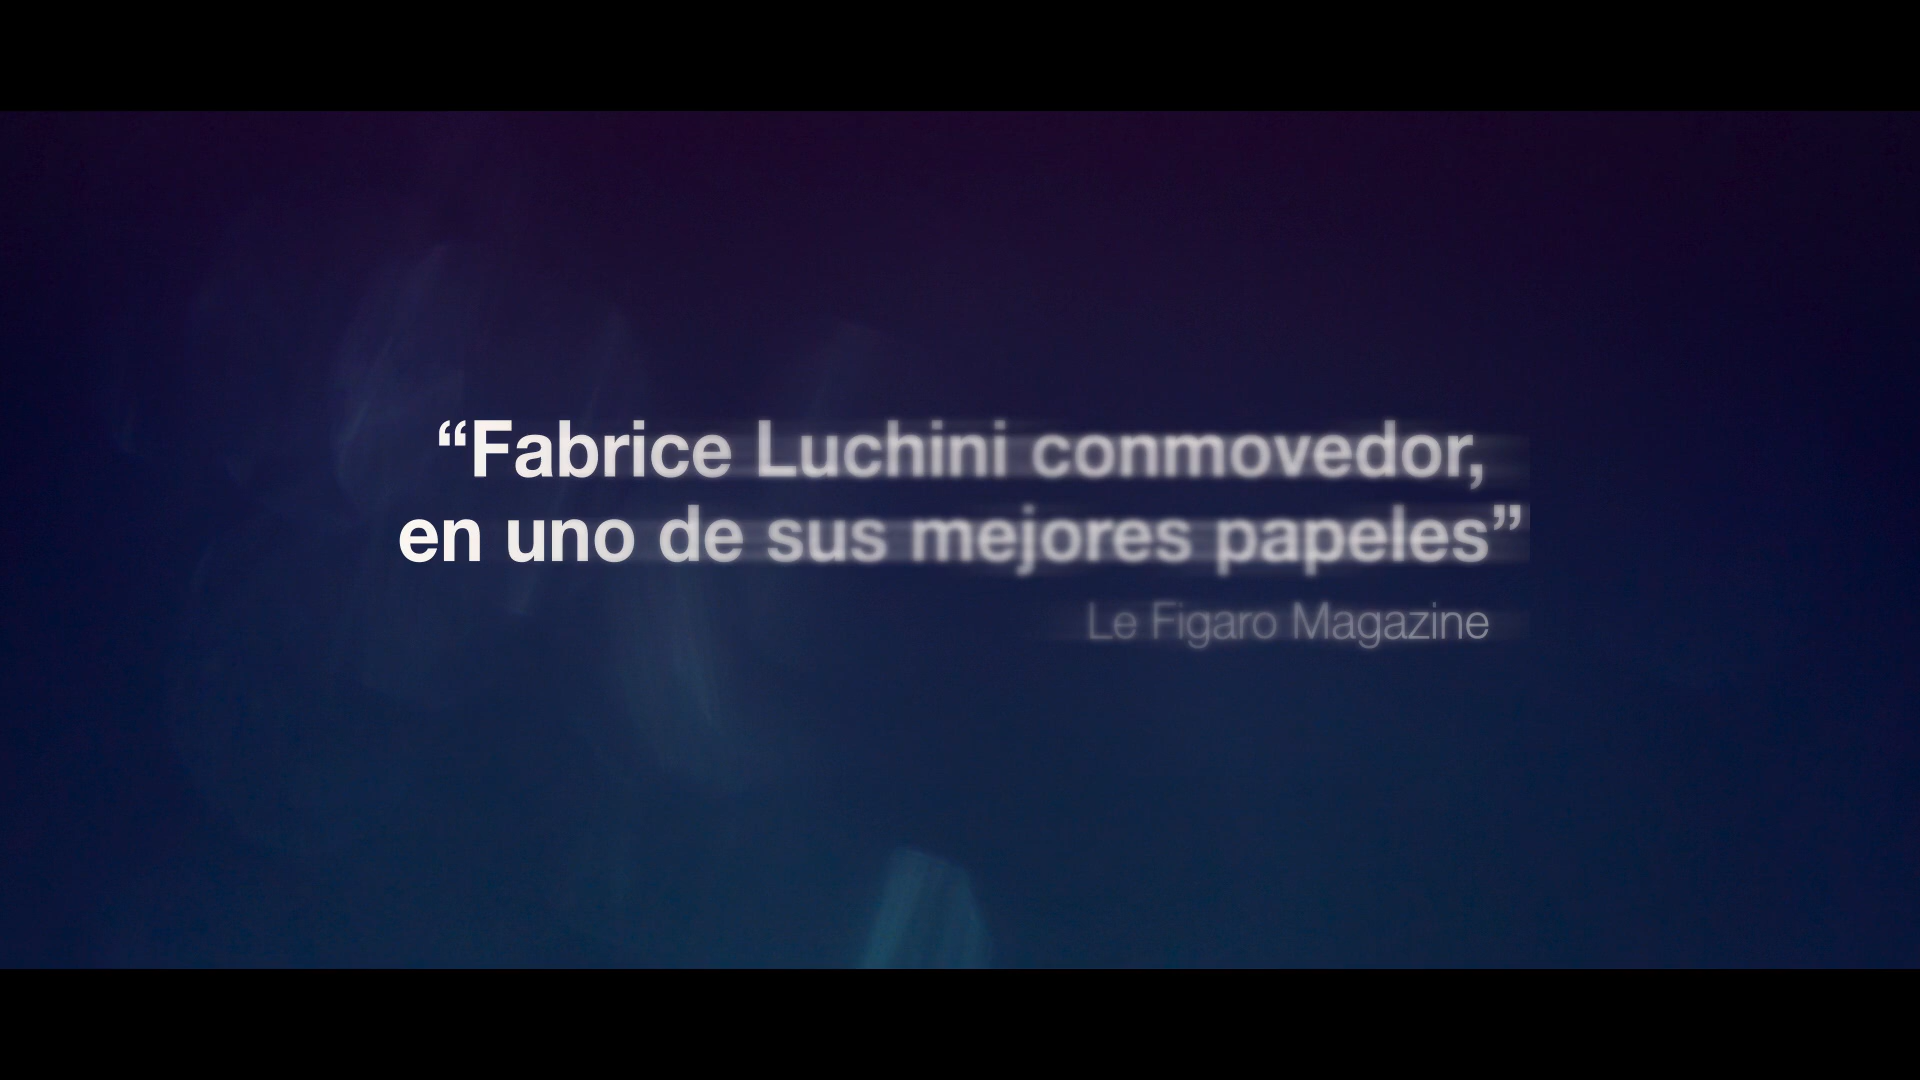 “Fabrice Luchini conmovedor,
en uno de sus mejores papeles”
Le Figaro Magazine